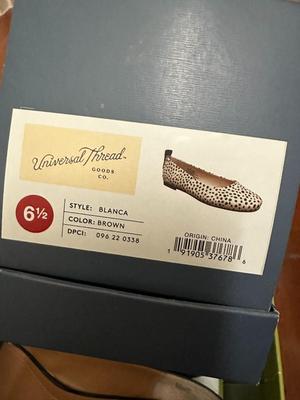 Universal Thread
GOODS
CO.
6½
STYLE: BLANCA
COLOR: BROWN
DPCI: 096 22 0338
ORIGIN: CHINA
1 91905 37678 6